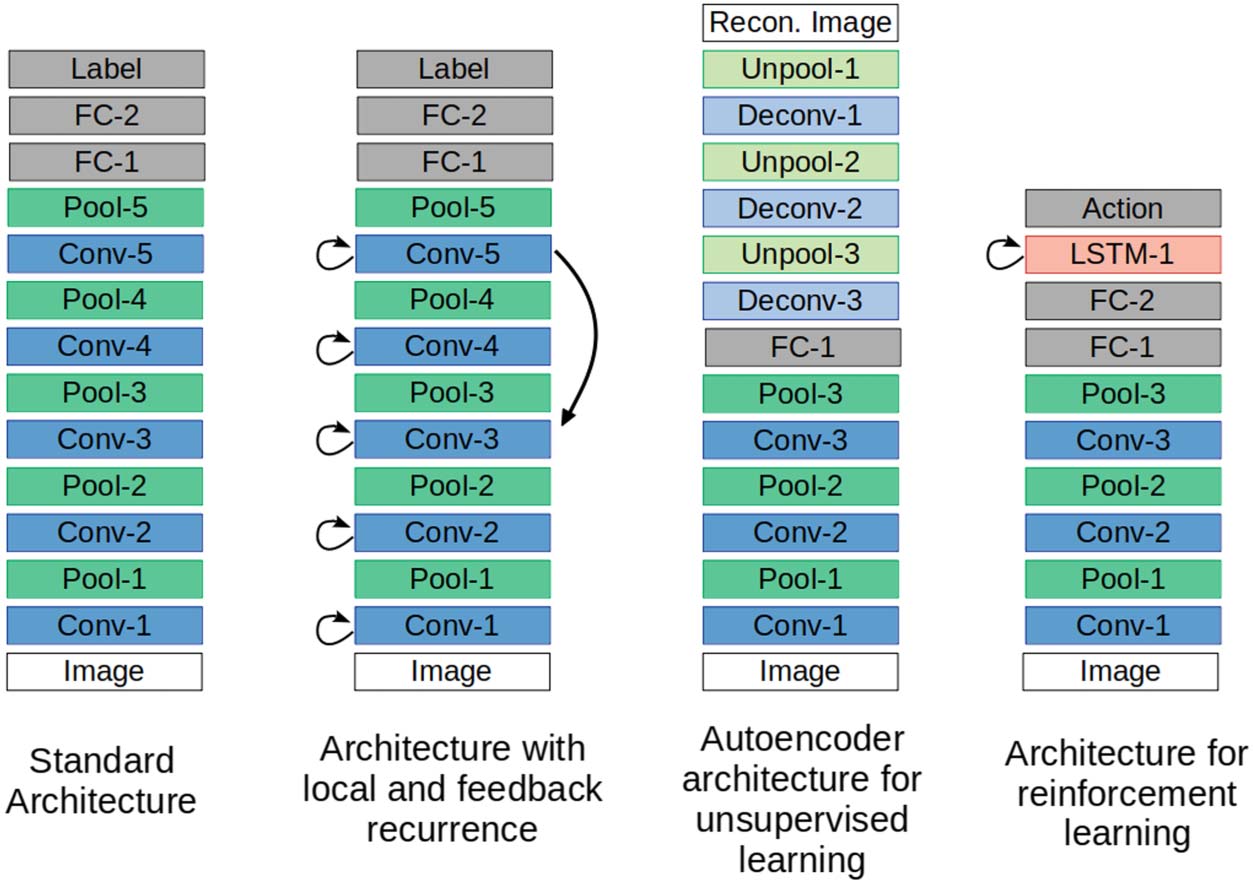 Label
FC-2
FC-1
Pool-5
Conv-5
Pool-4
Conv-4
Pool-3
Conv-3
Pool-2
Conv-2
Pool-1
Conv-1
Image
Standard
Architecture
Label
FC-2
FC-1
Pool-5
Conv-5
Pool-4
Conv-4
Pool-3
Conv-3
Pool-2
Conv-2
Pool-1
Conv-1
Image
Architecture with
local and feedback
recurrence
Recon. Image
Unpool-1
Deconv-1
Unpool-2
Deconv-2
Unpool-3
Deconv-3
FC-1
Pool-3
Conv-3
Pool-2
Conv-2
Pool-1
Conv-1
Image
Autoencoder
architecture for
unsupervised
learning
Action
LSTM-1
FC-2
FC-1
Pool-3
Conv-3
Pool-2
Conv-2
Pool-1
Conv-1
Image
Architecture for
reinforcement
learning